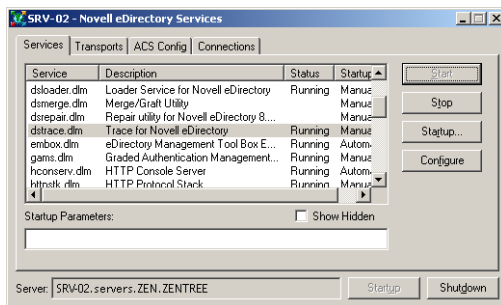 SRV-02 - Novell eDirectory Services
Services Transports ACS Config Connections
Service Description Status Startup
dsloader.dlm Loader Service for Novell eDirectory Running Manua
dsmerge.dlm Merge/Graft Utility Manua
dsrepair.dlm Repair utility for Novell eDirectory 8.... Manua
dstrace.dlm Trace for Novell eDirectory Running Manua
embox.dlm eDirectory Management Tool Box E... Running Autom
gams.dlm Graded Authentication Management... Running Manua
hconserv.dlm HTTP Console Server Running Autom
httpstk.dlm HTTP Protocol Stack Running Manua
Start
Stop
Startup...
Configure
Startup Parameters: Show Hidden
Server: SRV-02.servers.ZEN.ZENTREE Startup Shutdown